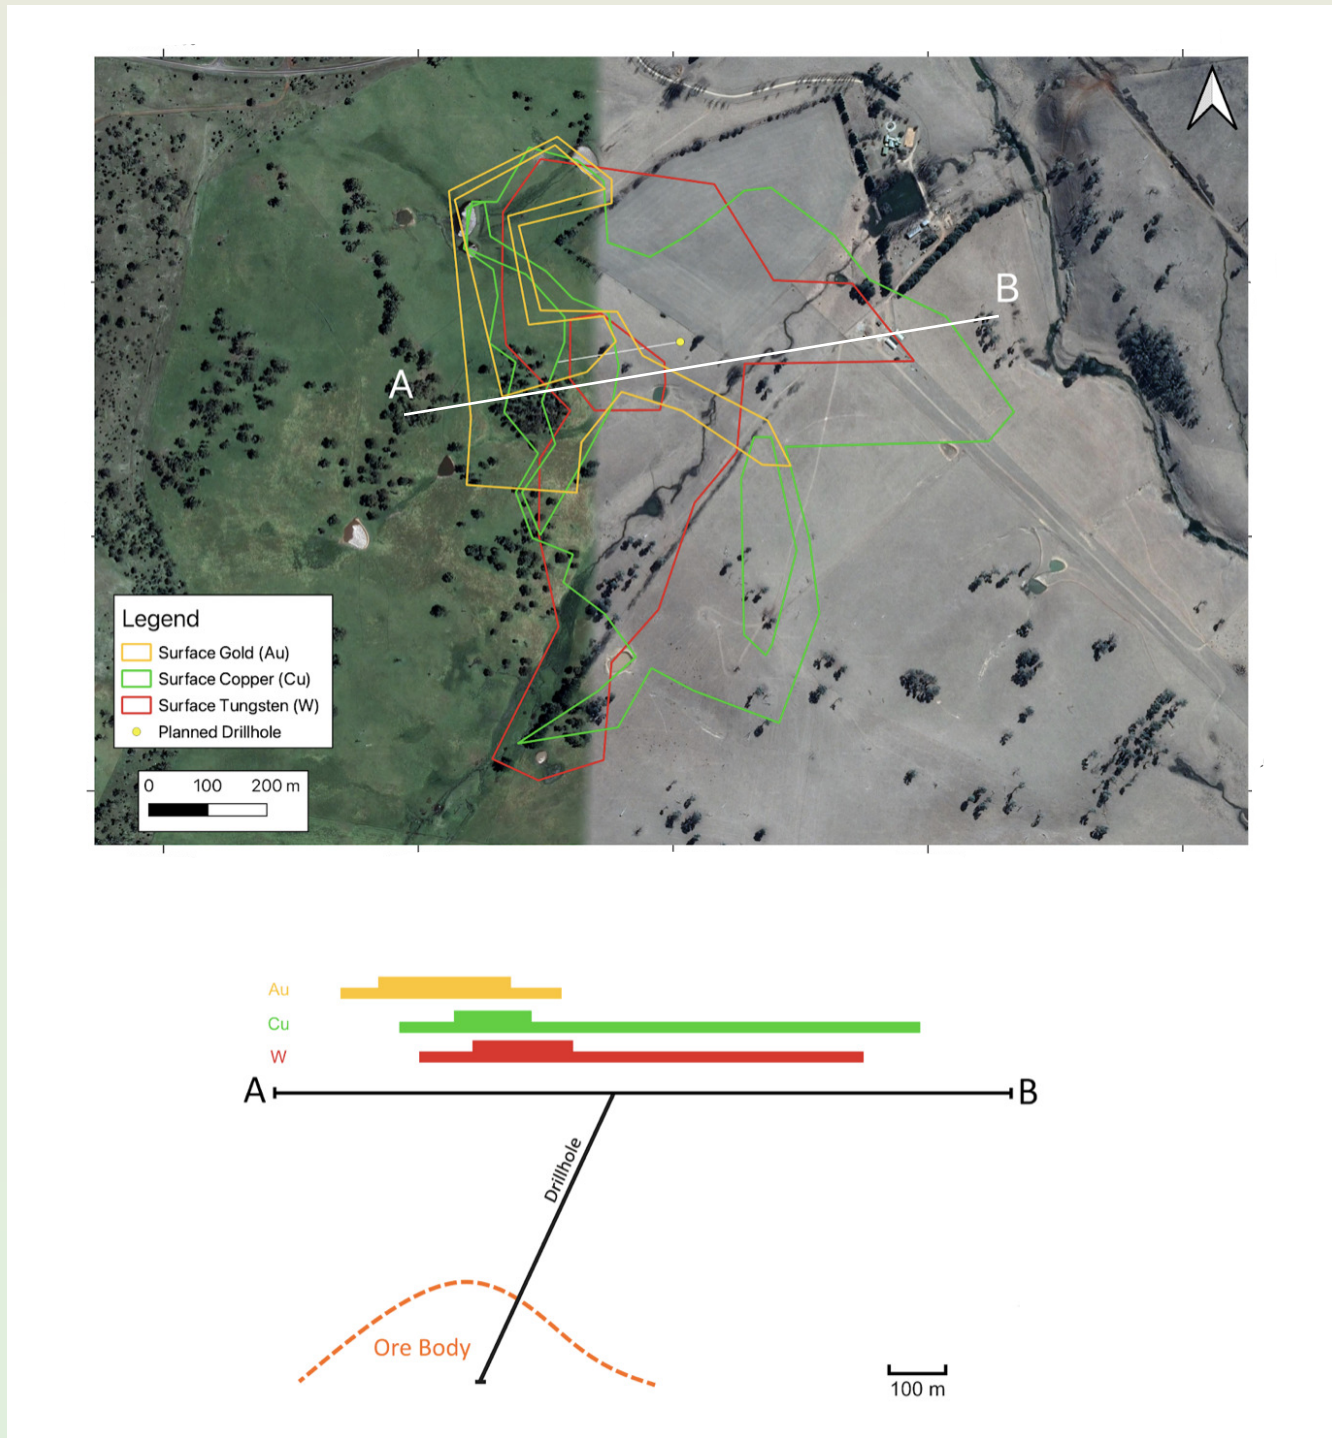 B
A
Legend
Surface Gold (Au)
Surface Copper (Cu)
Surface Tungsten (W)
Planned Drillhole
0 100 200 m
Au
Cu
W
A B
Drillhole
Ore Body
100 m